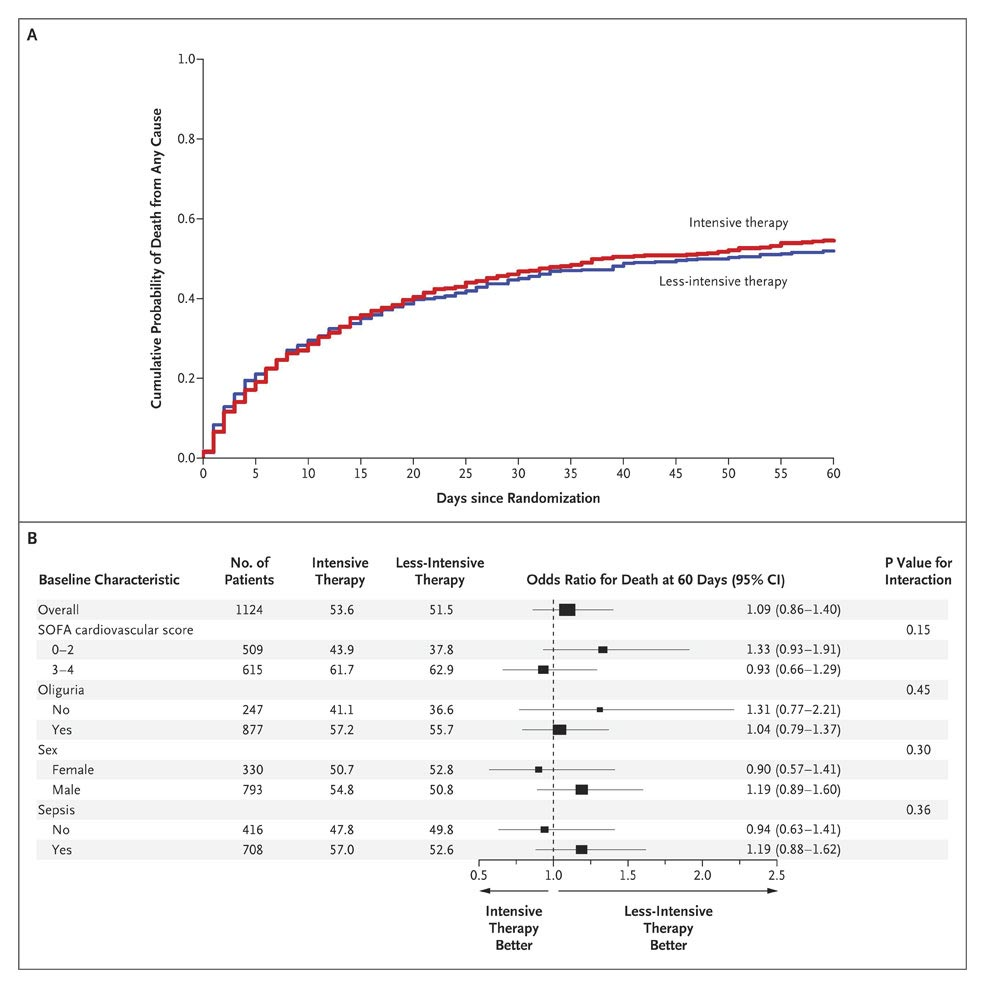 A
1.0
0.8
0.6
0.4
0.2
0.0
Cumulative Probability of Death from Any Cause
Intensive therapy
Less-intensive therapy
0 5 10 15 20 25 30 35 40 45 50 55 60
Days since Randomization
B
Baseline Characteristic No. of Patients Intensive Therapy Less-Intensive Therapy Odds Ratio for Death at 60 Days (95% CI) P Value for Interaction
Overall 1124 53.6 51.5 1.09 (0.86–1.40)
SOFA cardiovascular score 0.15
0–2 509 43.9 37.8 1.33 (0.93–1.91)
3–4 615 61.7 62.9 0.93 (0.66–1.29)
Oliguria 0.45
No 247 41.1 36.6 1.31 (0.77–2.21)
Yes 877 57.2 55.7 1.04 (0.79–1.37)
Sex 0.30
Female 330 50.7 52.8 0.90 (0.57–1.41)
Male 793 54.8 50.8 1.19 (0.89–1.60)
Sepsis 0.36
No 416 47.8 49.8 0.94 (0.63–1.41)
Yes 708 57.0 52.6 1.19 (0.88–1.62)
0.5 1.0 1.5 2.0 2.5
Intensive Therapy Better
Less-Intensive Therapy Better